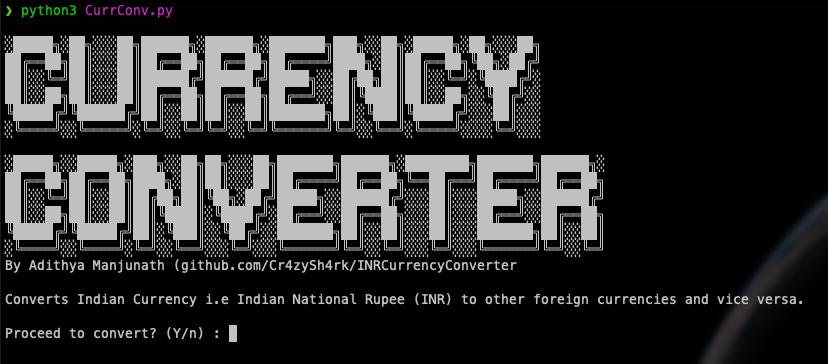 ❯ python3 CurrConv.py
CURRENCY
CONVERTER
By Adithya Manjunath (github.com/Cr4zySh4rk/INRCurrencyConverter
Converts Indian Currency i.e Indian National Rupee (INR) to other foreign currencies and vice versa.
Proceed to convert? (Y/n) :